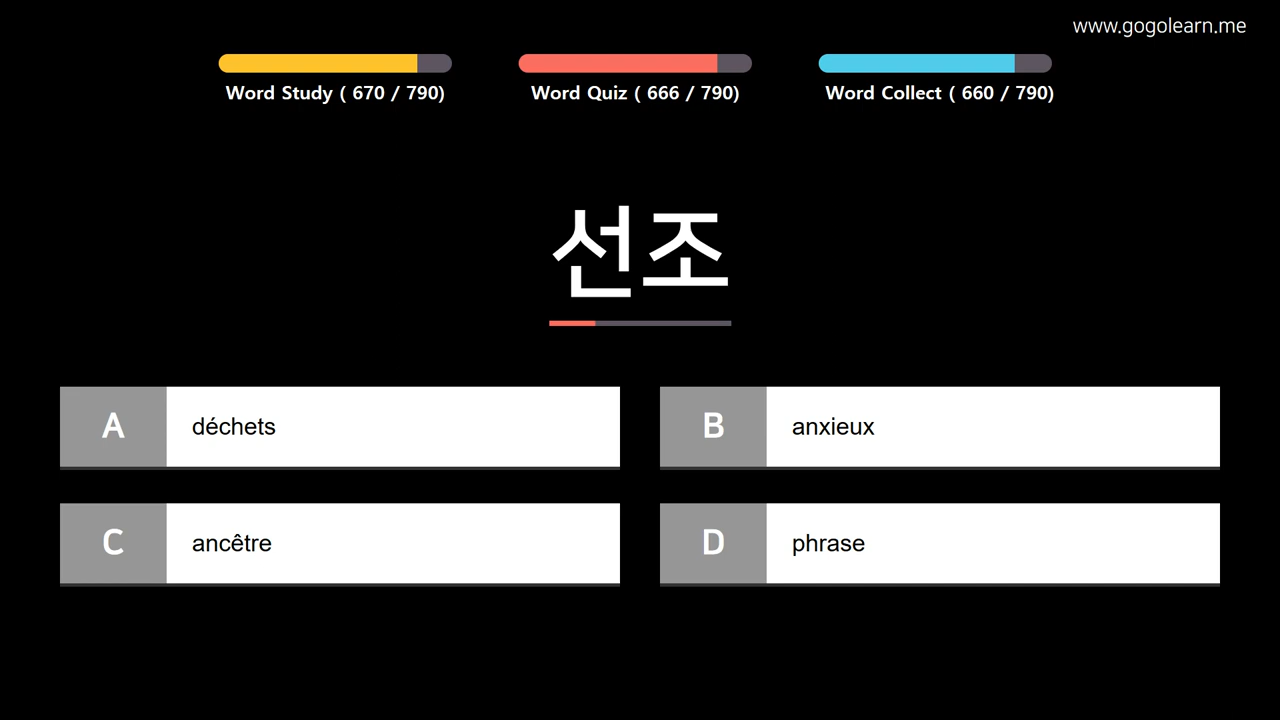 www.gogolearn.me
Word Study ( 670 / 790)
Word Quiz ( 666 / 790)
Word Collect ( 660 / 790)
선조
A
déchets
B
anxieux
C
ancêtre
D
phrase